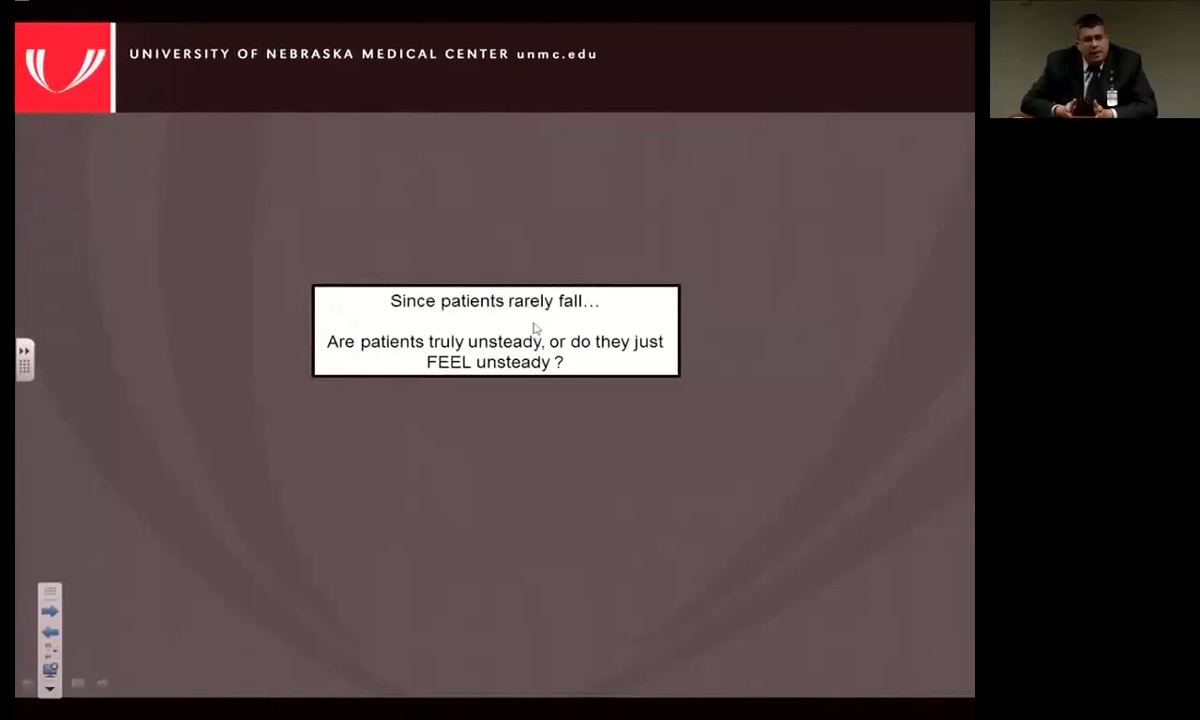 UNIVERSITY OF NEBRASKA MEDICAL CENTER unmc.edu
Since patients rarely fall…
Are patients truly unsteady, or do they just
FEEL unsteady ?